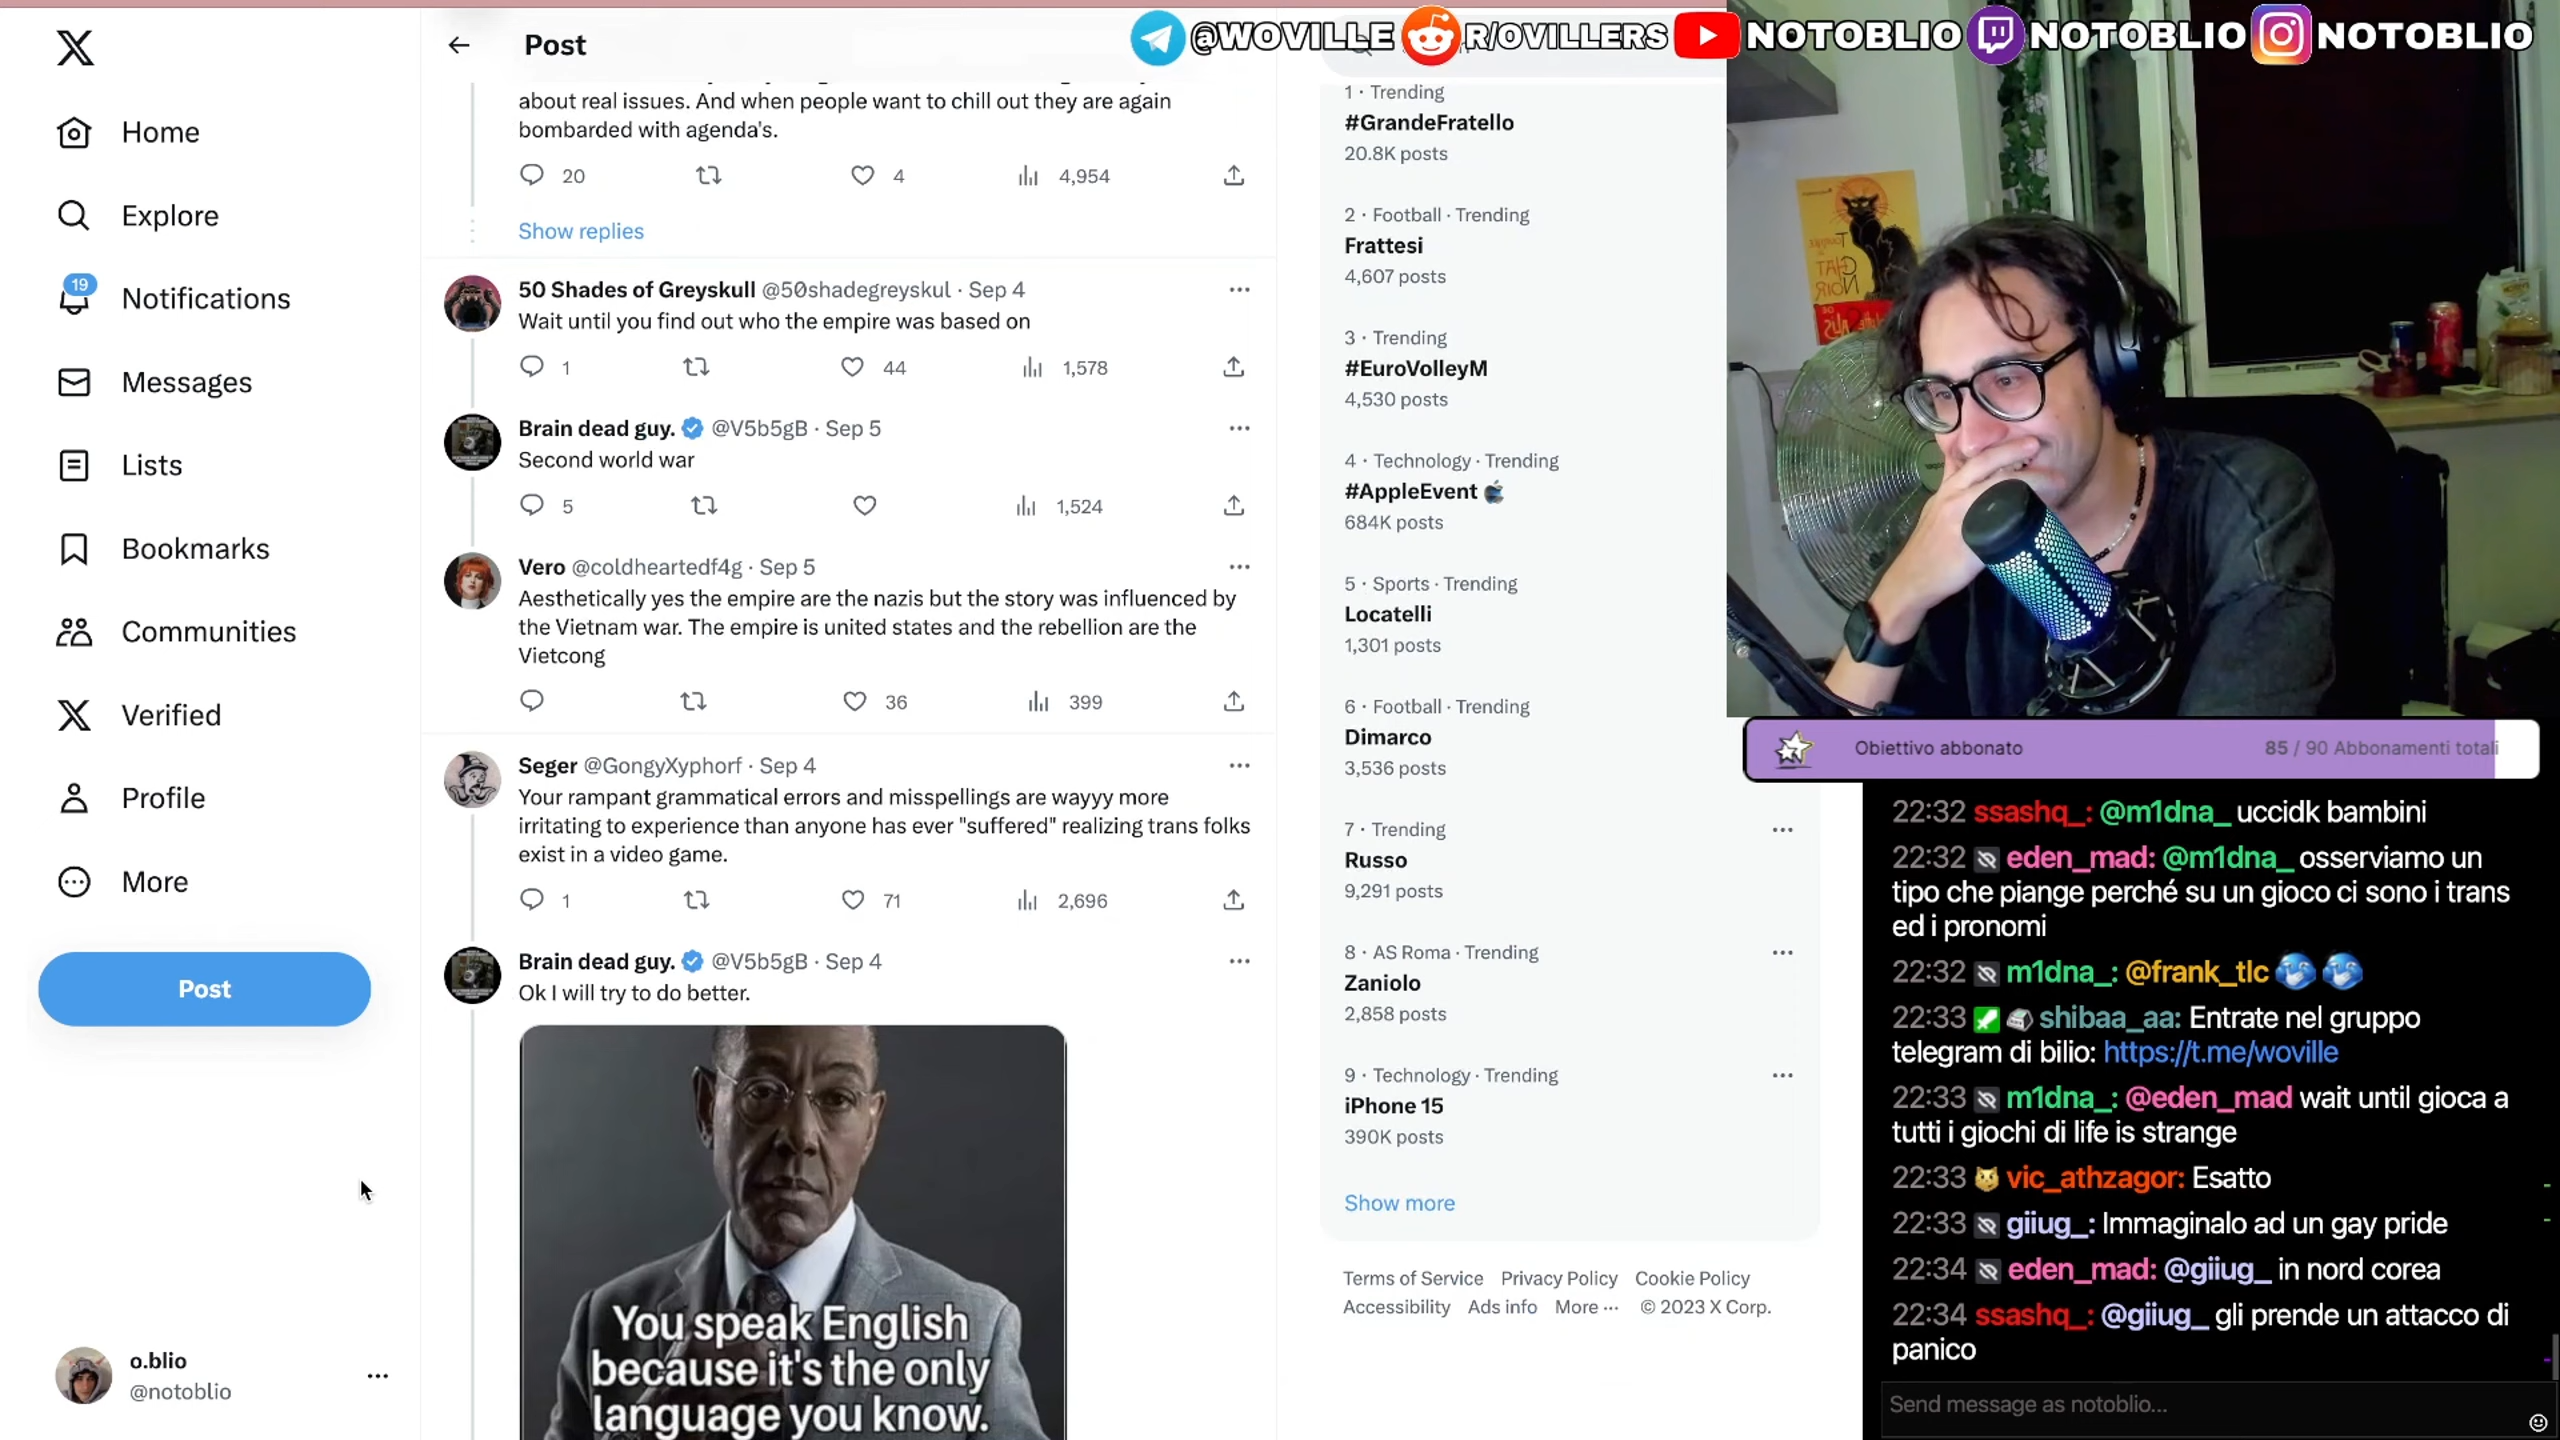 @WOVILLE R/OVILLERS NOTOBLIO NOTOBLIO NOTOBLIO
Home
Explore
19
Notifications
Messages
Lists
Bookmarks
Communities
Verified
Profile
More
Post
o.blio
@notoblio
Post
about real issues. And when people want to chill out they are again
bombarded with agenda's.
20 4 4,954
Show replies
50 Shades of Greyskull @50shadegreyskul · Sep 4
Wait until you find out who the empire was based on
1 44 1,578
Brain dead guy. @V5b5gB · Sep 5
Second world war
5 1,524
Vero @coldheartedf4g · Sep 5
Aesthetically yes the empire are the nazis but the story was influenced by
the Vietnam war. The empire is united states and the rebellion are the
Vietcong
36 399
Seger @GongyXyphorf · Sep 4
Your rampant grammatical errors and misspellings are wayyy more
irritating to experience than anyone has ever "suffered" realizing trans folks
exist in a video game.
1 71 2,696
Brain dead guy. @V5b5gB · Sep 4
Ok I will try to do better.
You speak English
because it's the only
language you know.
1 · Trending
#GrandeFratello
20.8K posts
2 · Football · Trending
Frattesi
4,607 posts
3 · Trending
#EuroVolleyM
4,530 posts
4 · Technology · Trending
#AppleEvent
684K posts
5 · Sports · Trending
Locatelli
1,301 posts
6 · Football · Trending
Dimarco
3,536 posts
7 · Trending
Russo
9,291 posts
8 · AS Roma · Trending
Zaniolo
2,858 posts
9 · Technology · Trending
iPhone 15
390K posts
Show more
Terms of Service Privacy Policy Cookie Policy
Accessibility Ads info More ··· © 2023 X Corp.
Obiettivo abbonato 85 / 90 Abbonamenti totali
22:32 ssashq_: @m1dna_ uccidk bambini
22:32 eden_mad: @m1dna_ osserviamo un
tipo che piange perché su un gioco ci sono i trans
ed i pronomi
22:32 m1dna_: @frank_tlc
22:33 shibaa_aa: Entrate nel gruppo
telegram di bilio: https://t.me/woville
22:33 m1dna_: @eden_mad wait until gioca a
tutti i giochi di life is strange
22:33 vic_athzagor: Esatto
22:33 giiug_: Immaginalo ad un gay pride
22:34 eden_mad: @giiug_ in nord corea
22:34 ssashq_: @giiug_ gli prende un attacco di
panico
Send message as notoblio...